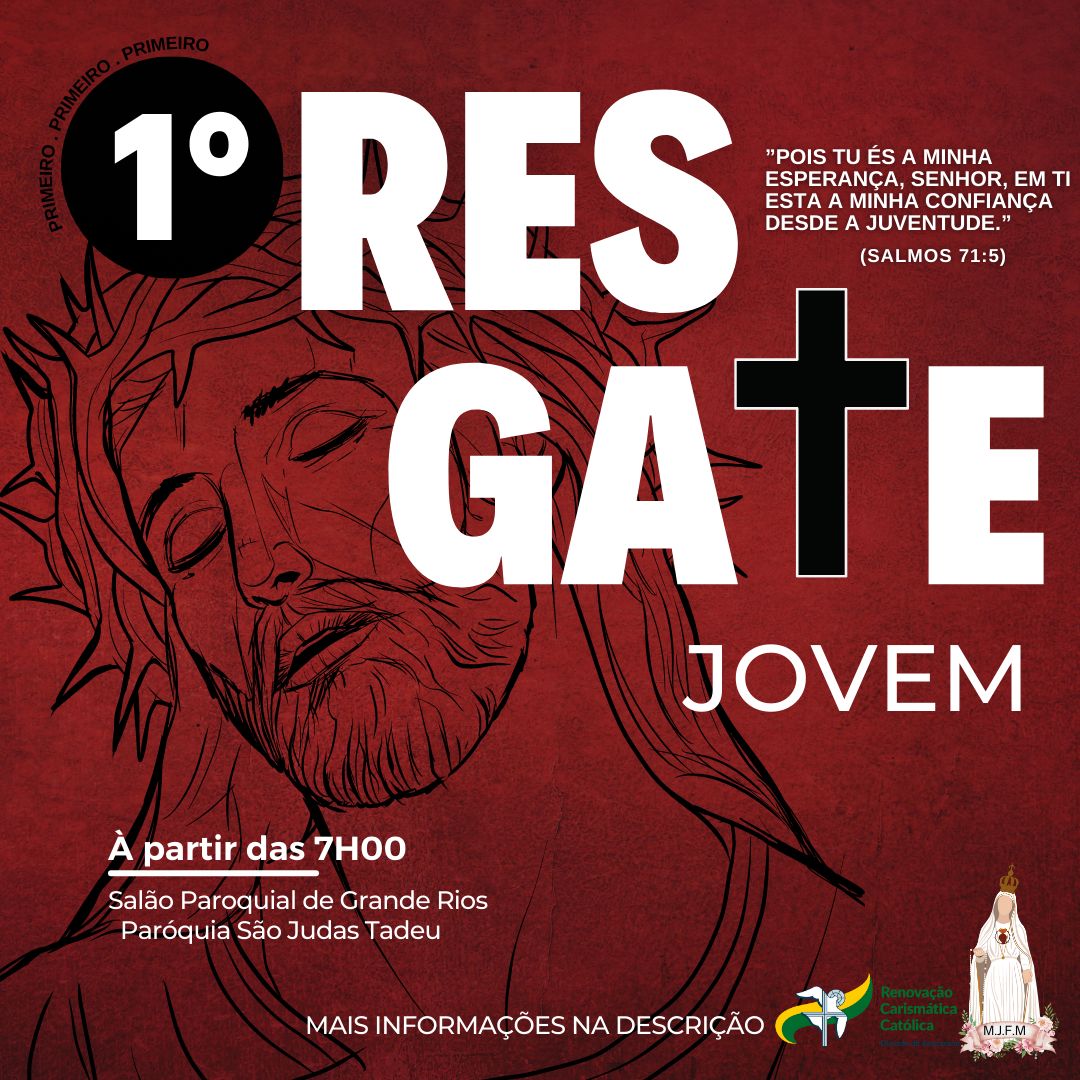 PRIMEIRO . PRIMEIRO . PRIMEIRO
1º
RES
GATE
JOVEM
”POIS TU ÉS A MINHA
ESPERANÇA, SENHOR, EM TI
ESTA A MINHA CONFIANÇA
DESDE A JUVENTUDE.”
(SALMOS 71:5)
À partir das 7H00
Salão Paroquial de Grande Rios
Paróquia São Judas Tadeu
MAIS INFORMAÇÕES NA DESCRIÇÃO
Renovação
Carismática
Católica
M.J.F.M